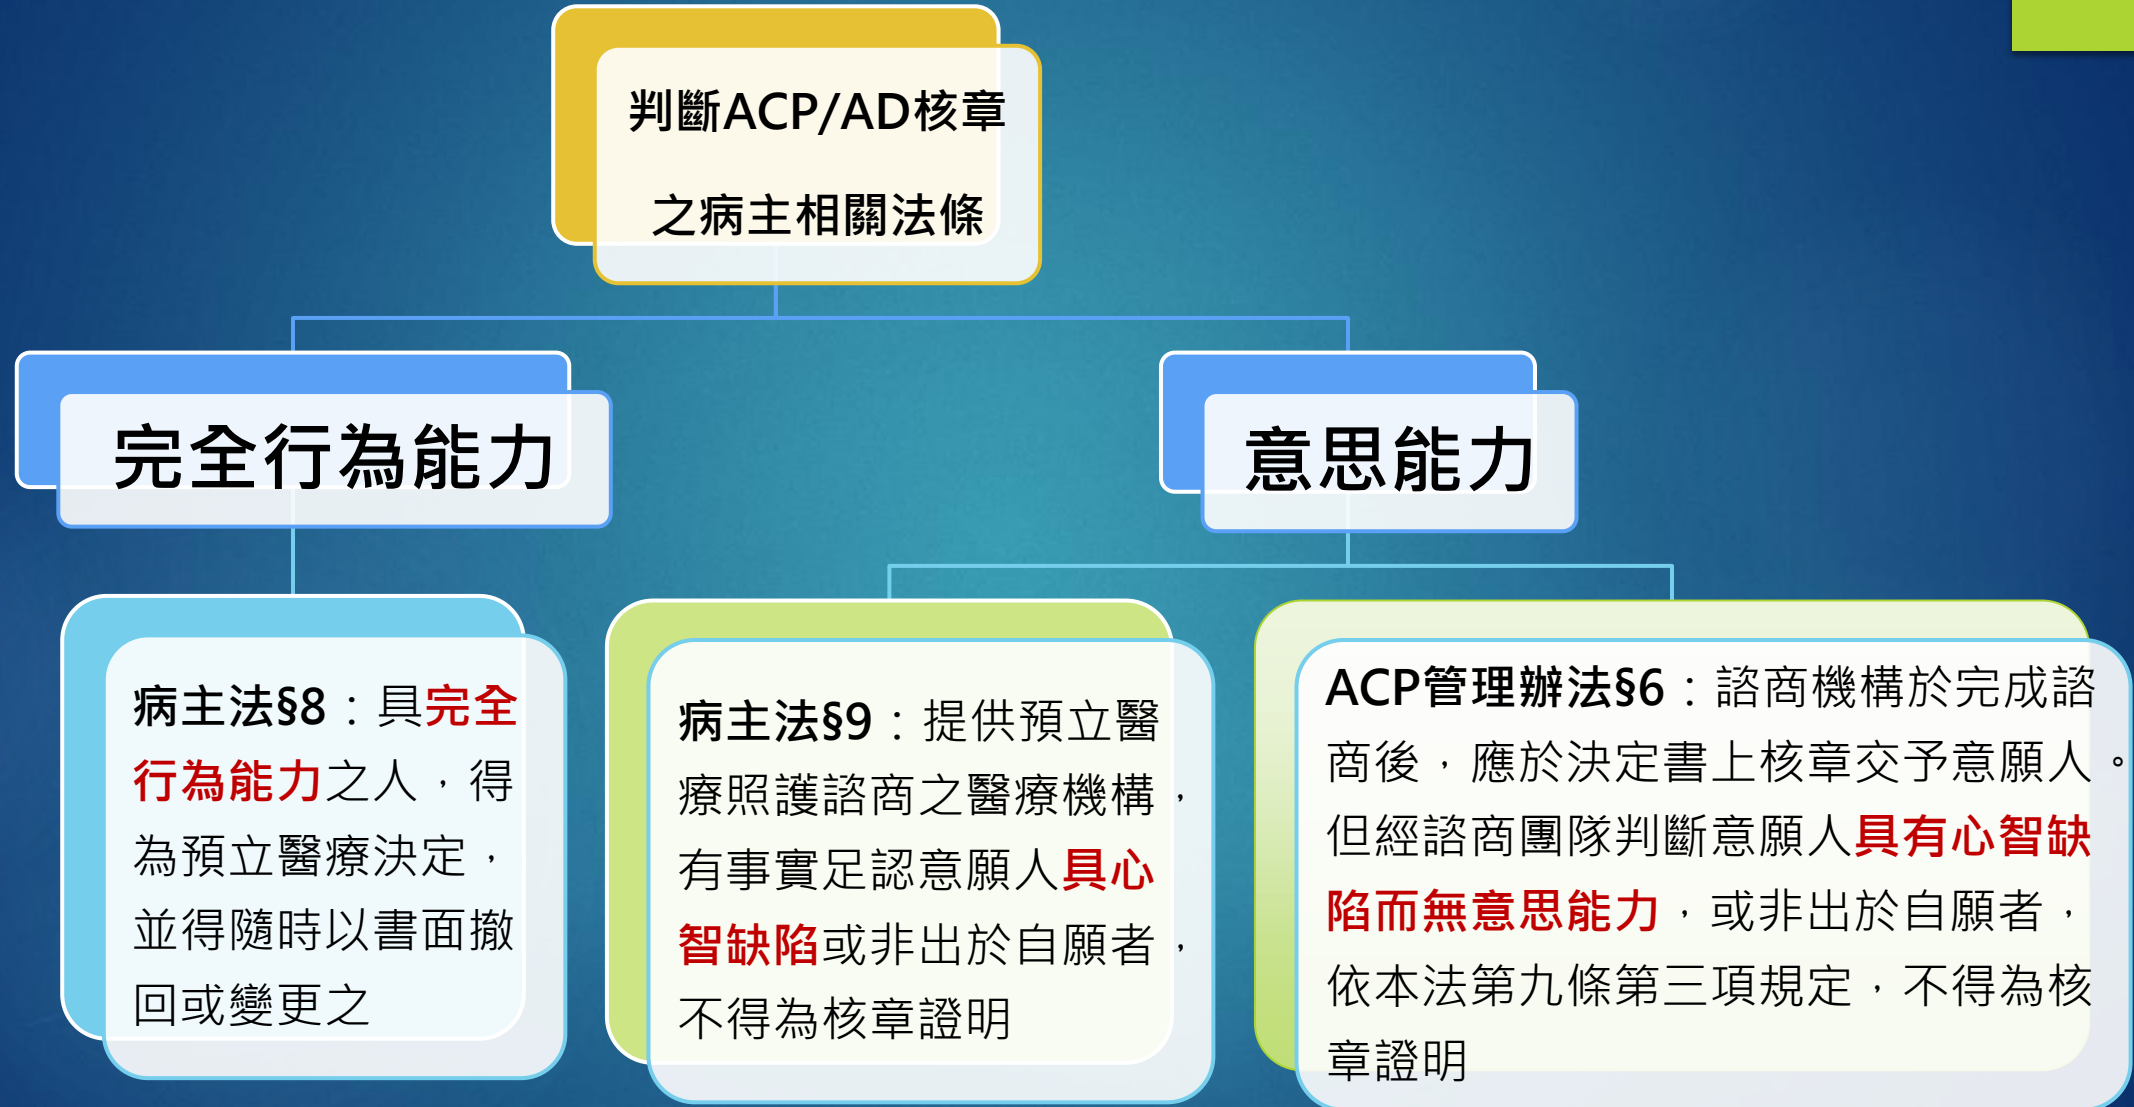 判斷ACP/AD核章
之病主相關法條
完全行為能力
意思能力
病主法§8：具完全
行為能力之人，得
為預立醫療決定，
並得隨時以書面撤
回或變更之
病主法§9：提供預立醫
療照護諮商之醫療機構，
有事實足認意願人具心
智缺陷或非出於自願者，
不得為核章證明
ACP管理辦法§6：諮商機構於完成諮
商後，應於決定書上核章交予意願人。
但經諮商團隊判斷意願人具有心智缺
陷而無意思能力，或非出於自願者，
依本法第九條第三項規定，不得為核
章證明